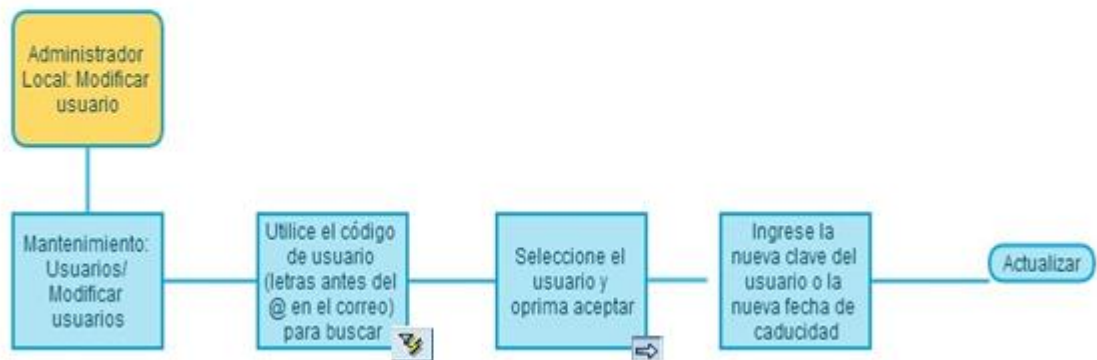 Administrador
Local: Modificar
usuario
Mantenimiento:
Usuarios/
Modificar
usuarios
Utilice el código
de usuario
(letras antes del
@ en el correo)
para buscar
Seleccione el
usuario y
oprima aceptar
Ingrese la
nueva clave del
usuario o la
nueva fecha de
caducidad
Actualizar